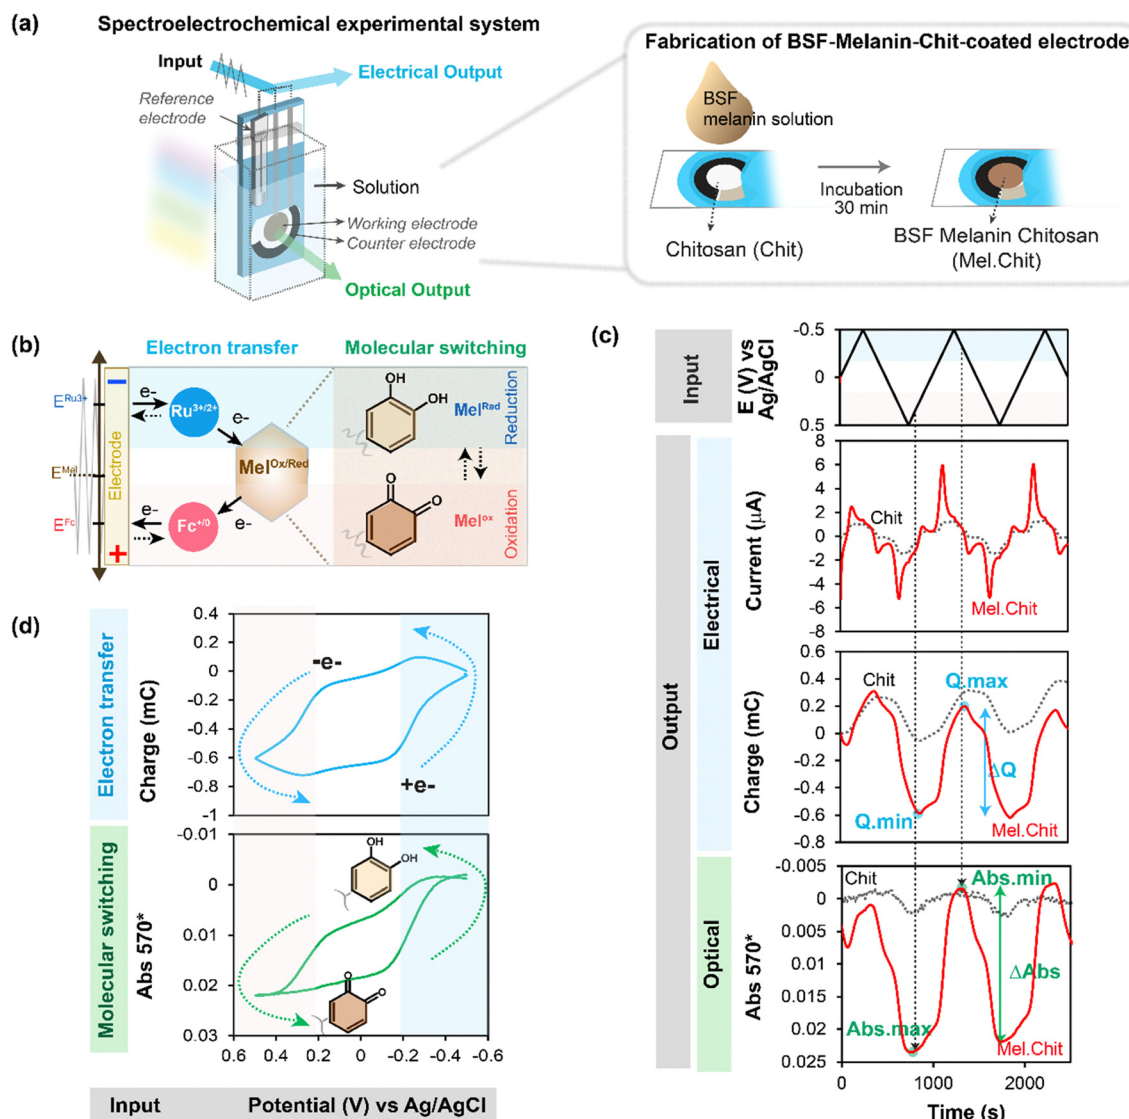 (a)
Spectroelectrochemical experimental system
Input
Electrical Output
Reference
electrode
Solution
Working electrode
Counter electrode
Optical Output
Fabrication of BSF-Melanin-Chit-coated electrode
BSF
melanin solution
Incubation
30 min
Chitosan (Chit)
BSF Melanin Chitosan
(Mel.Chit)
(b)
Electron transfer
Molecular switching
E^Ru3+
E^Mel
E^Fc
Electrode
−
+
e-
e-
Ru^3+/2+
Mel^Ox/Red
Fc^+/0
e-
e-
OH
OH
Mel^Red
Reduction
O
O
Mel^ox
Oxidation
(c)
Input
E (V) vs
Ag/AgCl
-0.5
0
0.5
Output
Electrical
Current (µA)
8
6
4
2
0
-2
-4
-6
-8
Chit
Mel.Chit
Charge (mC)
0.6
0.4
0.2
0
-0.2
-0.4
-0.6
-0.8
Chit
Q.max
ΔQ
Q.min
Mel.Chit
Optical
Abs 570*
-0.005
0
0.005
0.01
0.015
0.02
0.025
Chit
Abs.min
ΔAbs
Abs.max
Mel.Chit
0
1000
2000
Time (s)
(d)
Electron transfer
Charge (mC)
0.4
0.2
0
-0.2
-0.4
-0.6
-0.8
-1
-e-
+e-
Molecular switching
Abs 570*
-0.01
0
0.01
0.02
0.03
OH
OH
O
O
0.6
0.4
0.2
0
-0.2
-0.4
-0.6
Input
Potential (V) vs Ag/AgCl